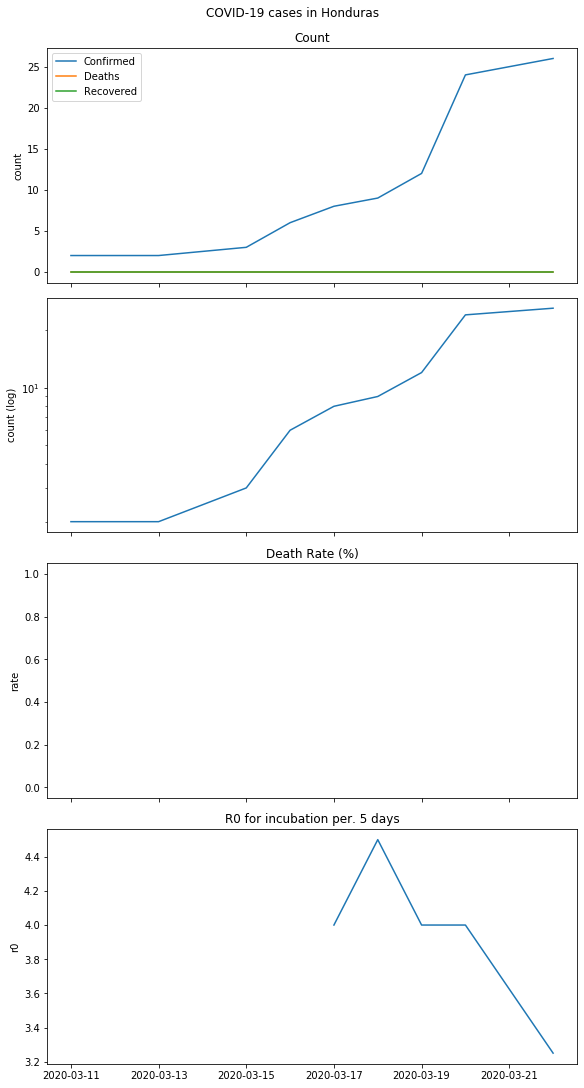 COVID-19 cases in Honduras
Count
Confirmed
Deaths
Recovered
25
20
15
10
5
0
count
10¹
count (log)
Death Rate (%)
1.0
0.8
0.6
0.4
0.2
0.0
rate
R0 for incubation per. 5 days
4.4
4.2
4.0
3.8
3.6
3.4
3.2
r0
2020-03-11 2020-03-13 2020-03-15 2020-03-17 2020-03-19 2020-03-21